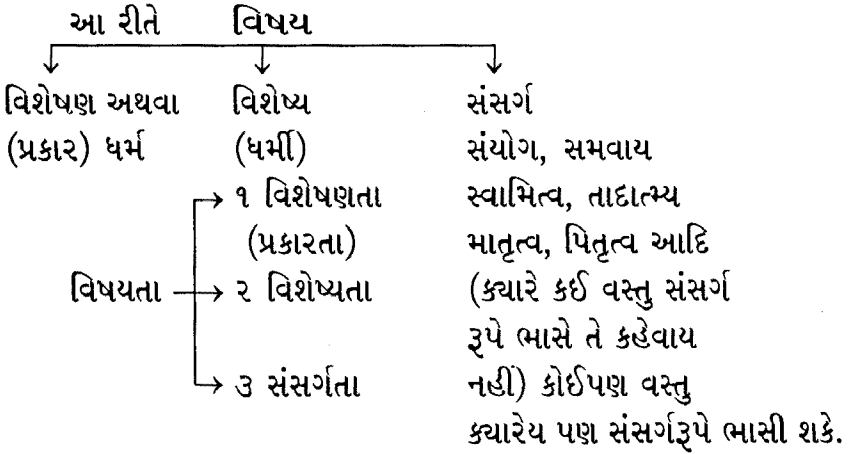 આ રીતે વિષય
વિશેષણ અથવા વિશેષ્ય સંસર્ગ
(પ્રકાર) ધર્મ (ધર્મી) સંયોગ, સમવાય
૧ વિશેષણતા સ્વામિત્વ, તાદાત્મ્ય
(પ્રકારતા) માતૃત્વ, પિતૃત્વ આદિ
વિષયતા ૨ વિશેષ્યતા (ક્યારે કઈ વસ્તુ સંસર્ગ
રૂપે ભાસે તે કહેવાય
૩ સંસર્ગતા નહીં) કોઈપણ વસ્તુ
ક્યારેય પણ સંસર્ગરૂપે ભાસી શકે.